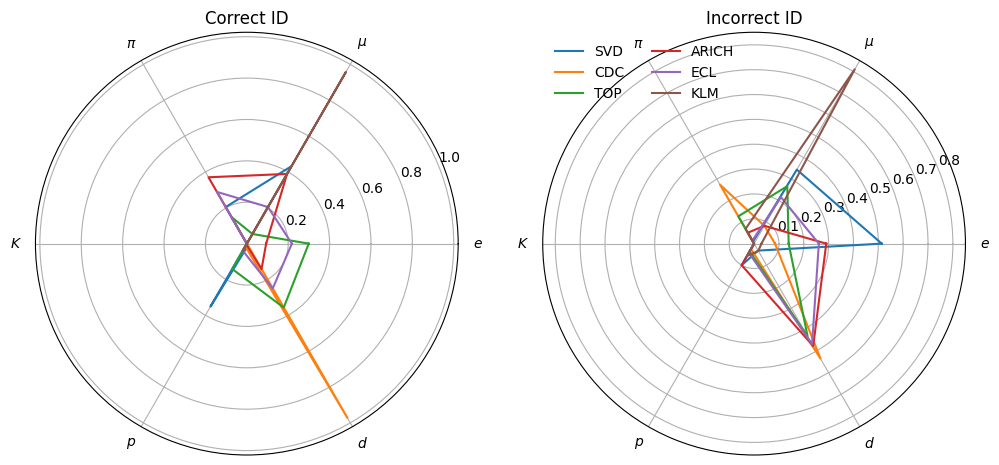 Correct ID
π
μ
K
e
p
d
0.2
0.4
0.6
0.8
1.0
Incorrect ID
SVD
CDC
TOP
ARICH
ECL
KLM
π
μ
K
e
p
d
0.1
0.2
0.3
0.4
0.5
0.6
0.7
0.8